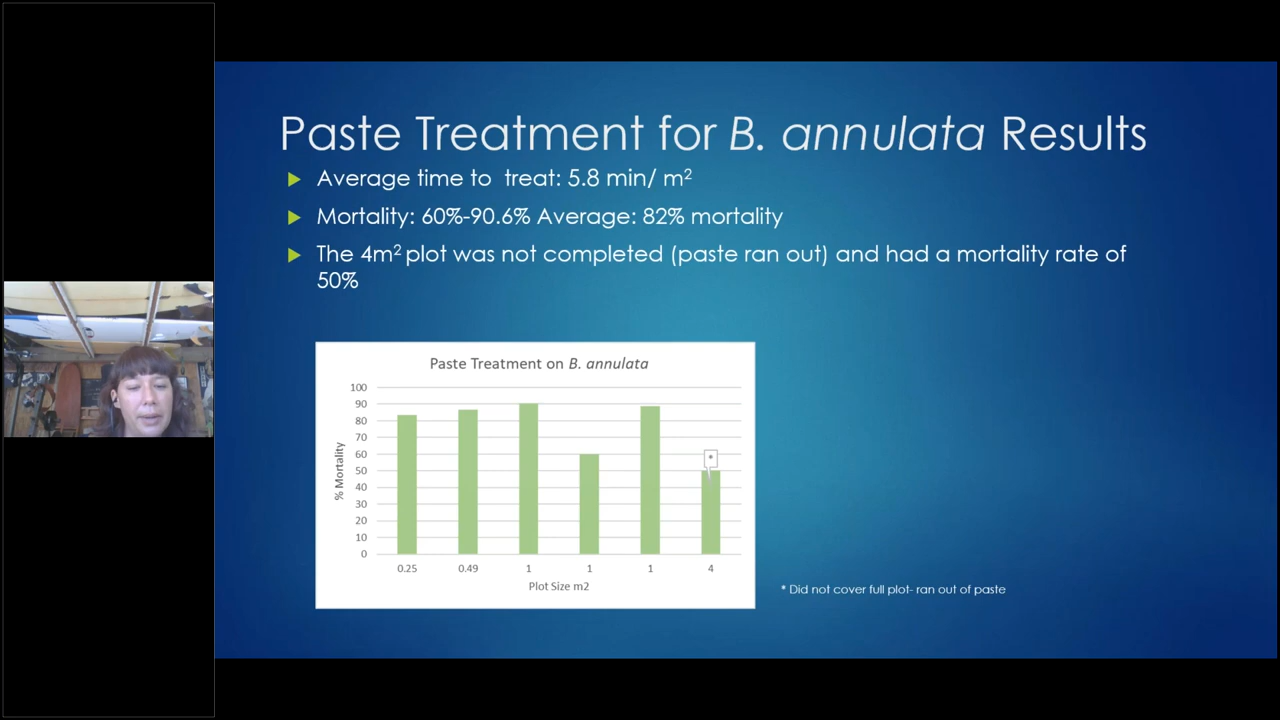 Paste Treatment for B. annulata Results
Average time to treat: 5.8 min/ m²
Mortality: 60%-90.6% Average: 82% mortality
The 4m² plot was not completed (paste ran out) and had a mortality rate of
50%
Paste Treatment on B. annulata
100
90
80
70
60
50
40
30
20
10
0
% Mortality
*
0.25 0.49 1 1 1 4
Plot Size m2
* Did not cover full plot- ran out of paste